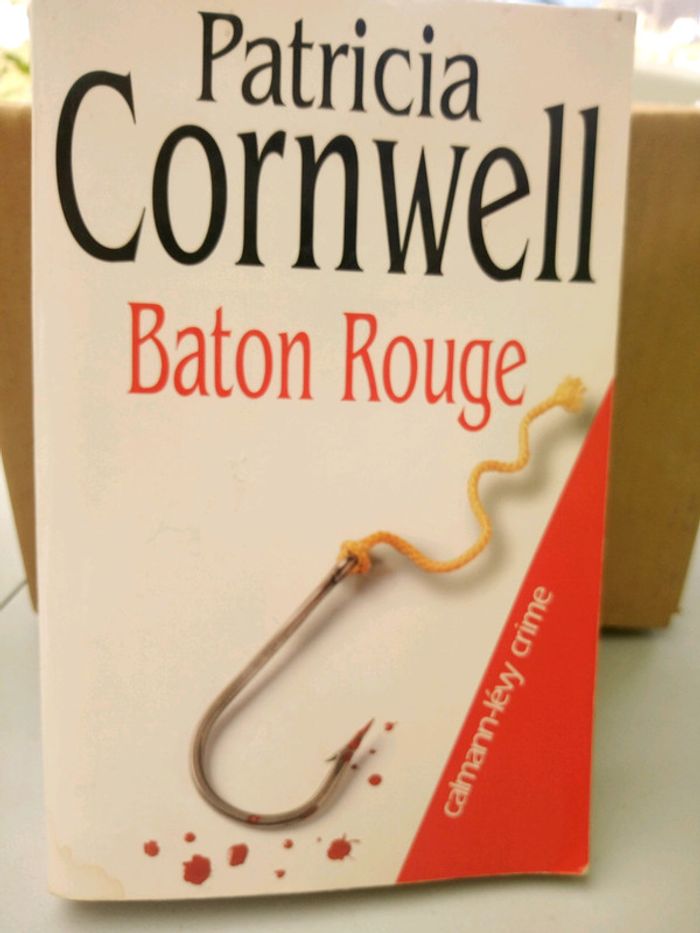 Patricia
Cornwell
Baton Rouge
calmann-lévy crime